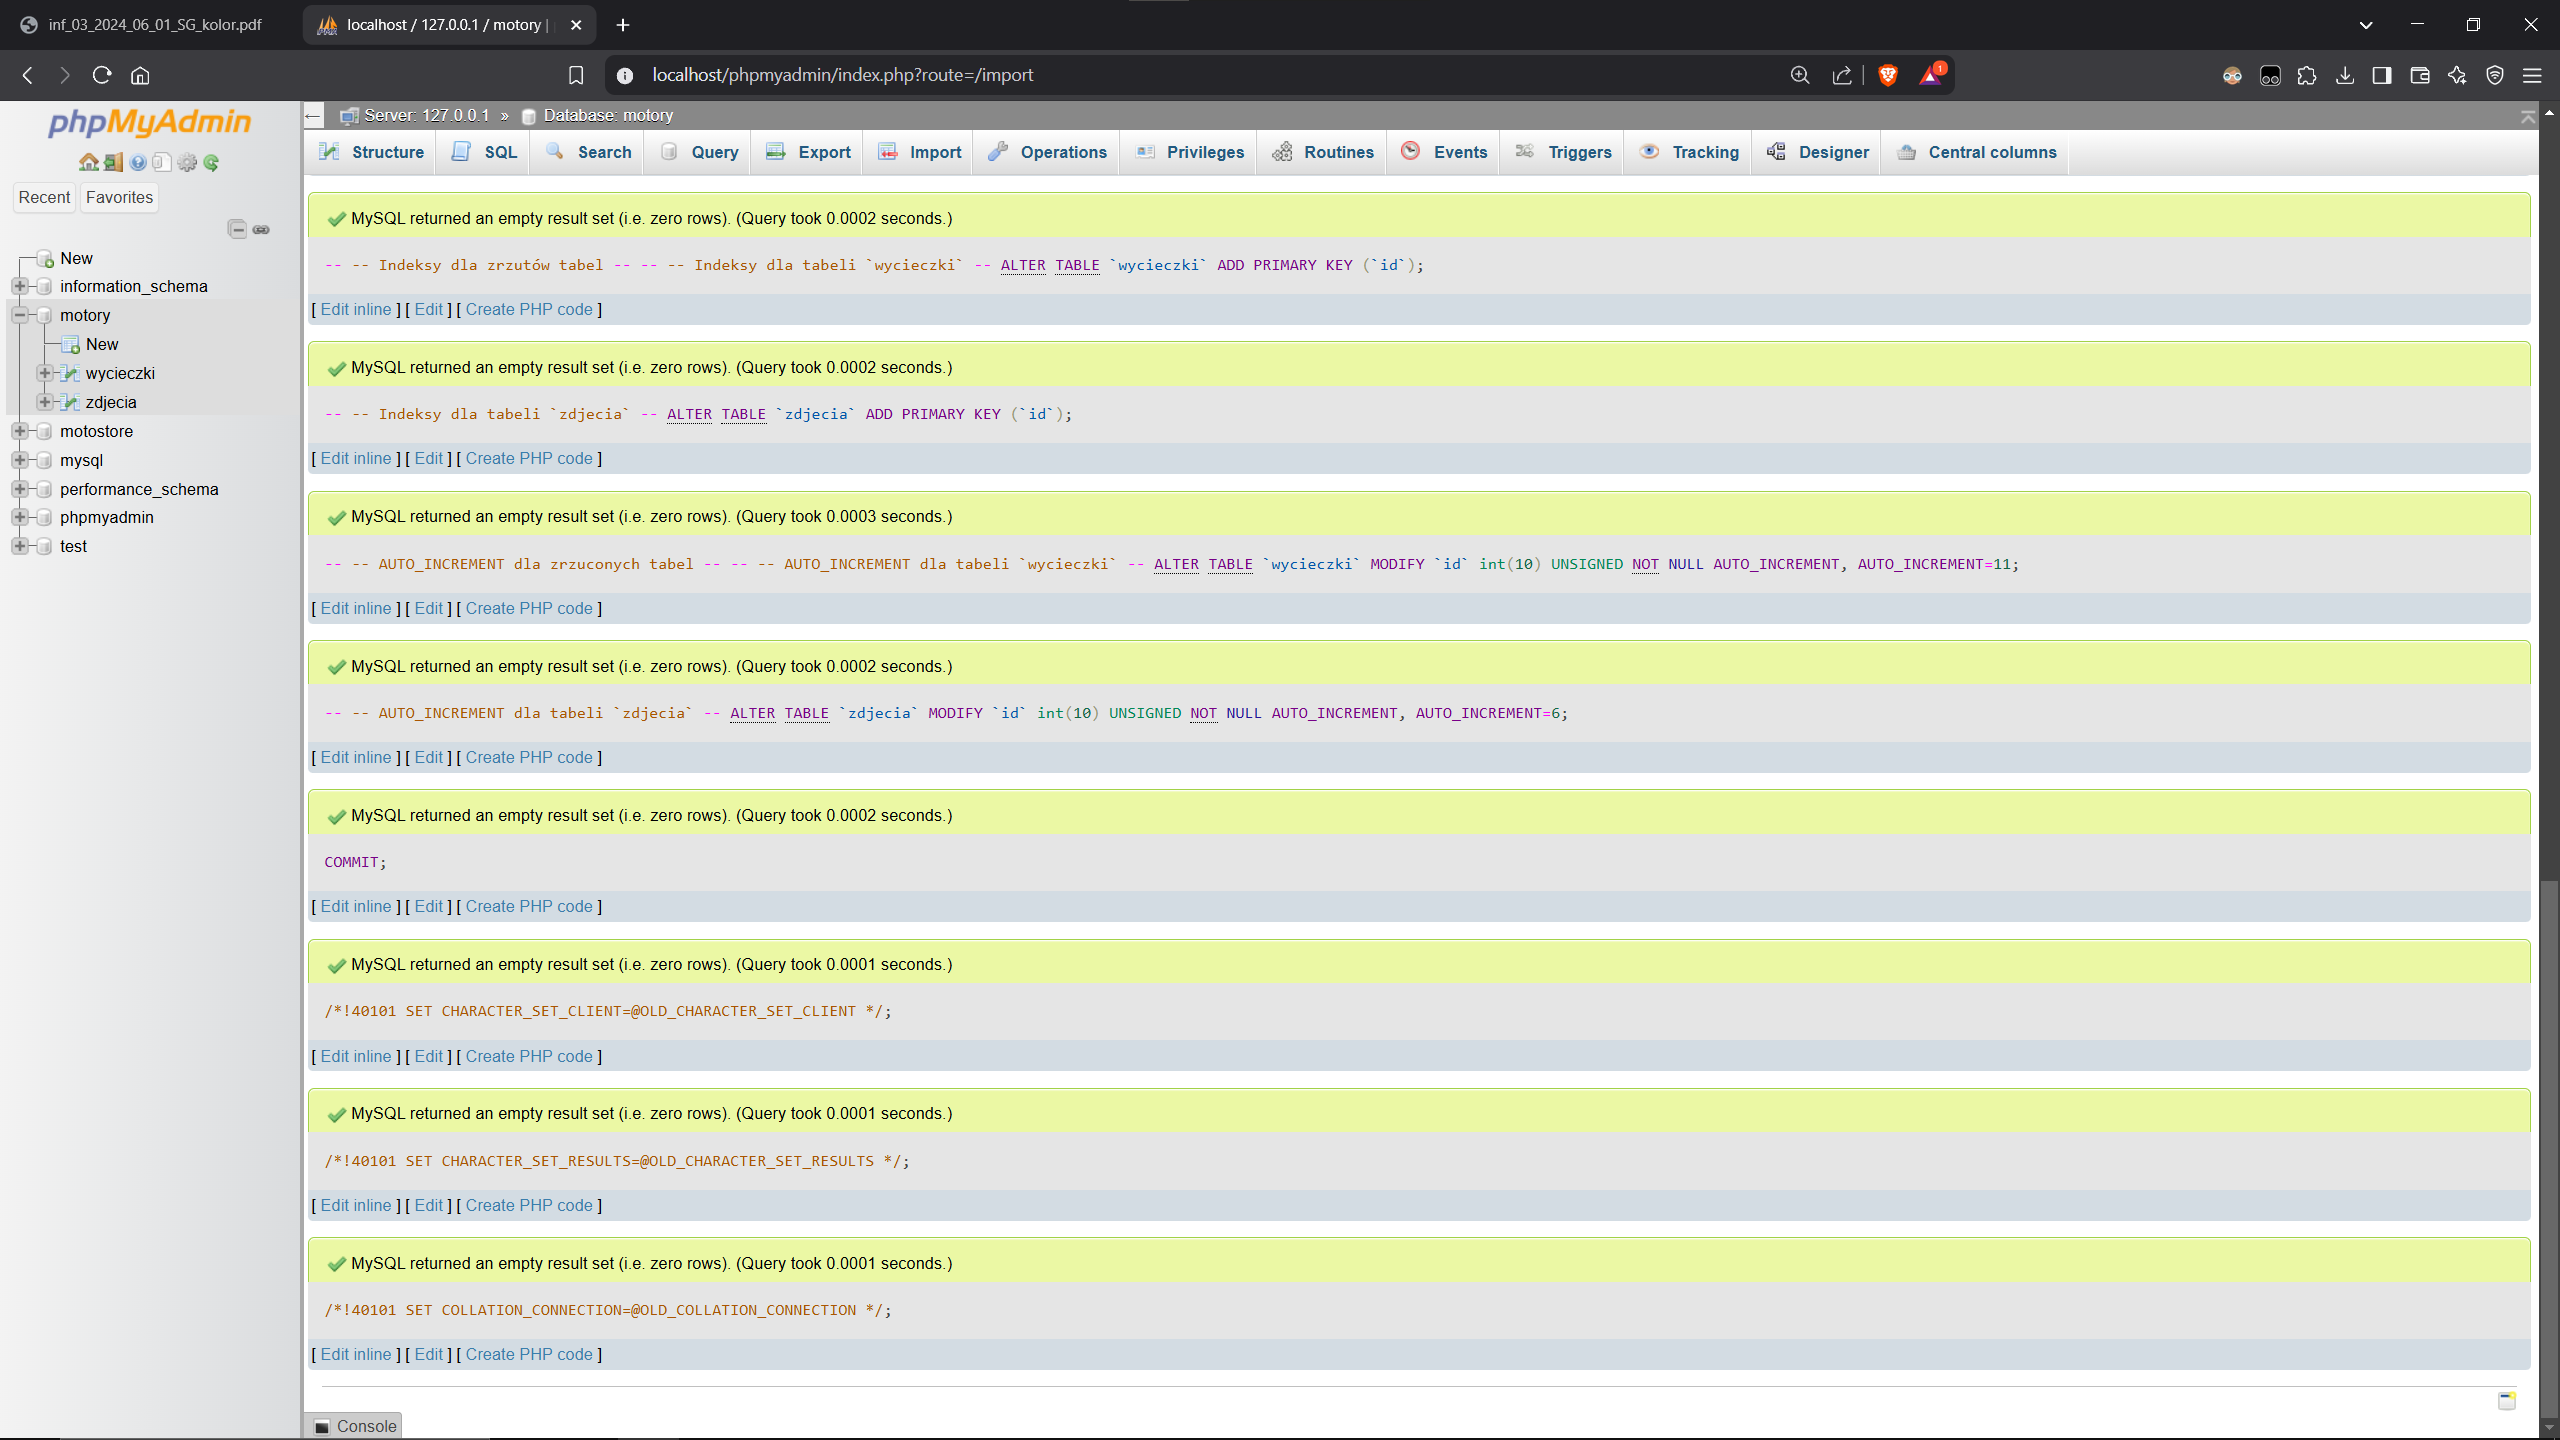 inf_03_2024_06_01_SG_kolor.pdf
localhost / 127.0.0.1 / motory |
localhost/phpmyadmin/index.php?route=/import
1
phpMyAdmin
Recent
Favorites
New
information_schema
motory
New
wycieczki
zdjecia
motostore
mysql
performance_schema
phpmyadmin
test
Server: 127.0.0.1 » Database: motory
Structure SQL Search Query Export Import Operations Privileges Routines Events Triggers Tracking Designer Central columns
MySQL returned an empty result set (i.e. zero rows). (Query took 0.0002 seconds.)
-- -- Indeksy dla zrzutów tabel -- -- -- Indeksy dla tabeli `wycieczki` -- ALTER TABLE `wycieczki` ADD PRIMARY KEY (`id`);
[ Edit inline ] [ Edit ] [ Create PHP code ]
MySQL returned an empty result set (i.e. zero rows). (Query took 0.0002 seconds.)
-- -- Indeksy dla tabeli `zdjecia` -- ALTER TABLE `zdjecia` ADD PRIMARY KEY (`id`);
[ Edit inline ] [ Edit ] [ Create PHP code ]
MySQL returned an empty result set (i.e. zero rows). (Query took 0.0003 seconds.)
-- -- AUTO_INCREMENT dla zrzuconych tabel -- -- -- AUTO_INCREMENT dla tabeli `wycieczki` -- ALTER TABLE `wycieczki` MODIFY `id` int(10) UNSIGNED NOT NULL AUTO_INCREMENT, AUTO_INCREMENT=11;
[ Edit inline ] [ Edit ] [ Create PHP code ]
MySQL returned an empty result set (i.e. zero rows). (Query took 0.0002 seconds.)
-- -- AUTO_INCREMENT dla tabeli `zdjecia` -- ALTER TABLE `zdjecia` MODIFY `id` int(10) UNSIGNED NOT NULL AUTO_INCREMENT, AUTO_INCREMENT=6;
[ Edit inline ] [ Edit ] [ Create PHP code ]
MySQL returned an empty result set (i.e. zero rows). (Query took 0.0002 seconds.)
COMMIT;
[ Edit inline ] [ Edit ] [ Create PHP code ]
MySQL returned an empty result set (i.e. zero rows). (Query took 0.0001 seconds.)
/*!40101 SET CHARACTER_SET_CLIENT=@OLD_CHARACTER_SET_CLIENT */;
[ Edit inline ] [ Edit ] [ Create PHP code ]
MySQL returned an empty result set (i.e. zero rows). (Query took 0.0001 seconds.)
/*!40101 SET CHARACTER_SET_RESULTS=@OLD_CHARACTER_SET_RESULTS */;
[ Edit inline ] [ Edit ] [ Create PHP code ]
MySQL returned an empty result set (i.e. zero rows). (Query took 0.0001 seconds.)
/*!40101 SET COLLATION_CONNECTION=@OLD_COLLATION_CONNECTION */;
[ Edit inline ] [ Edit ] [ Create PHP code ]
Console